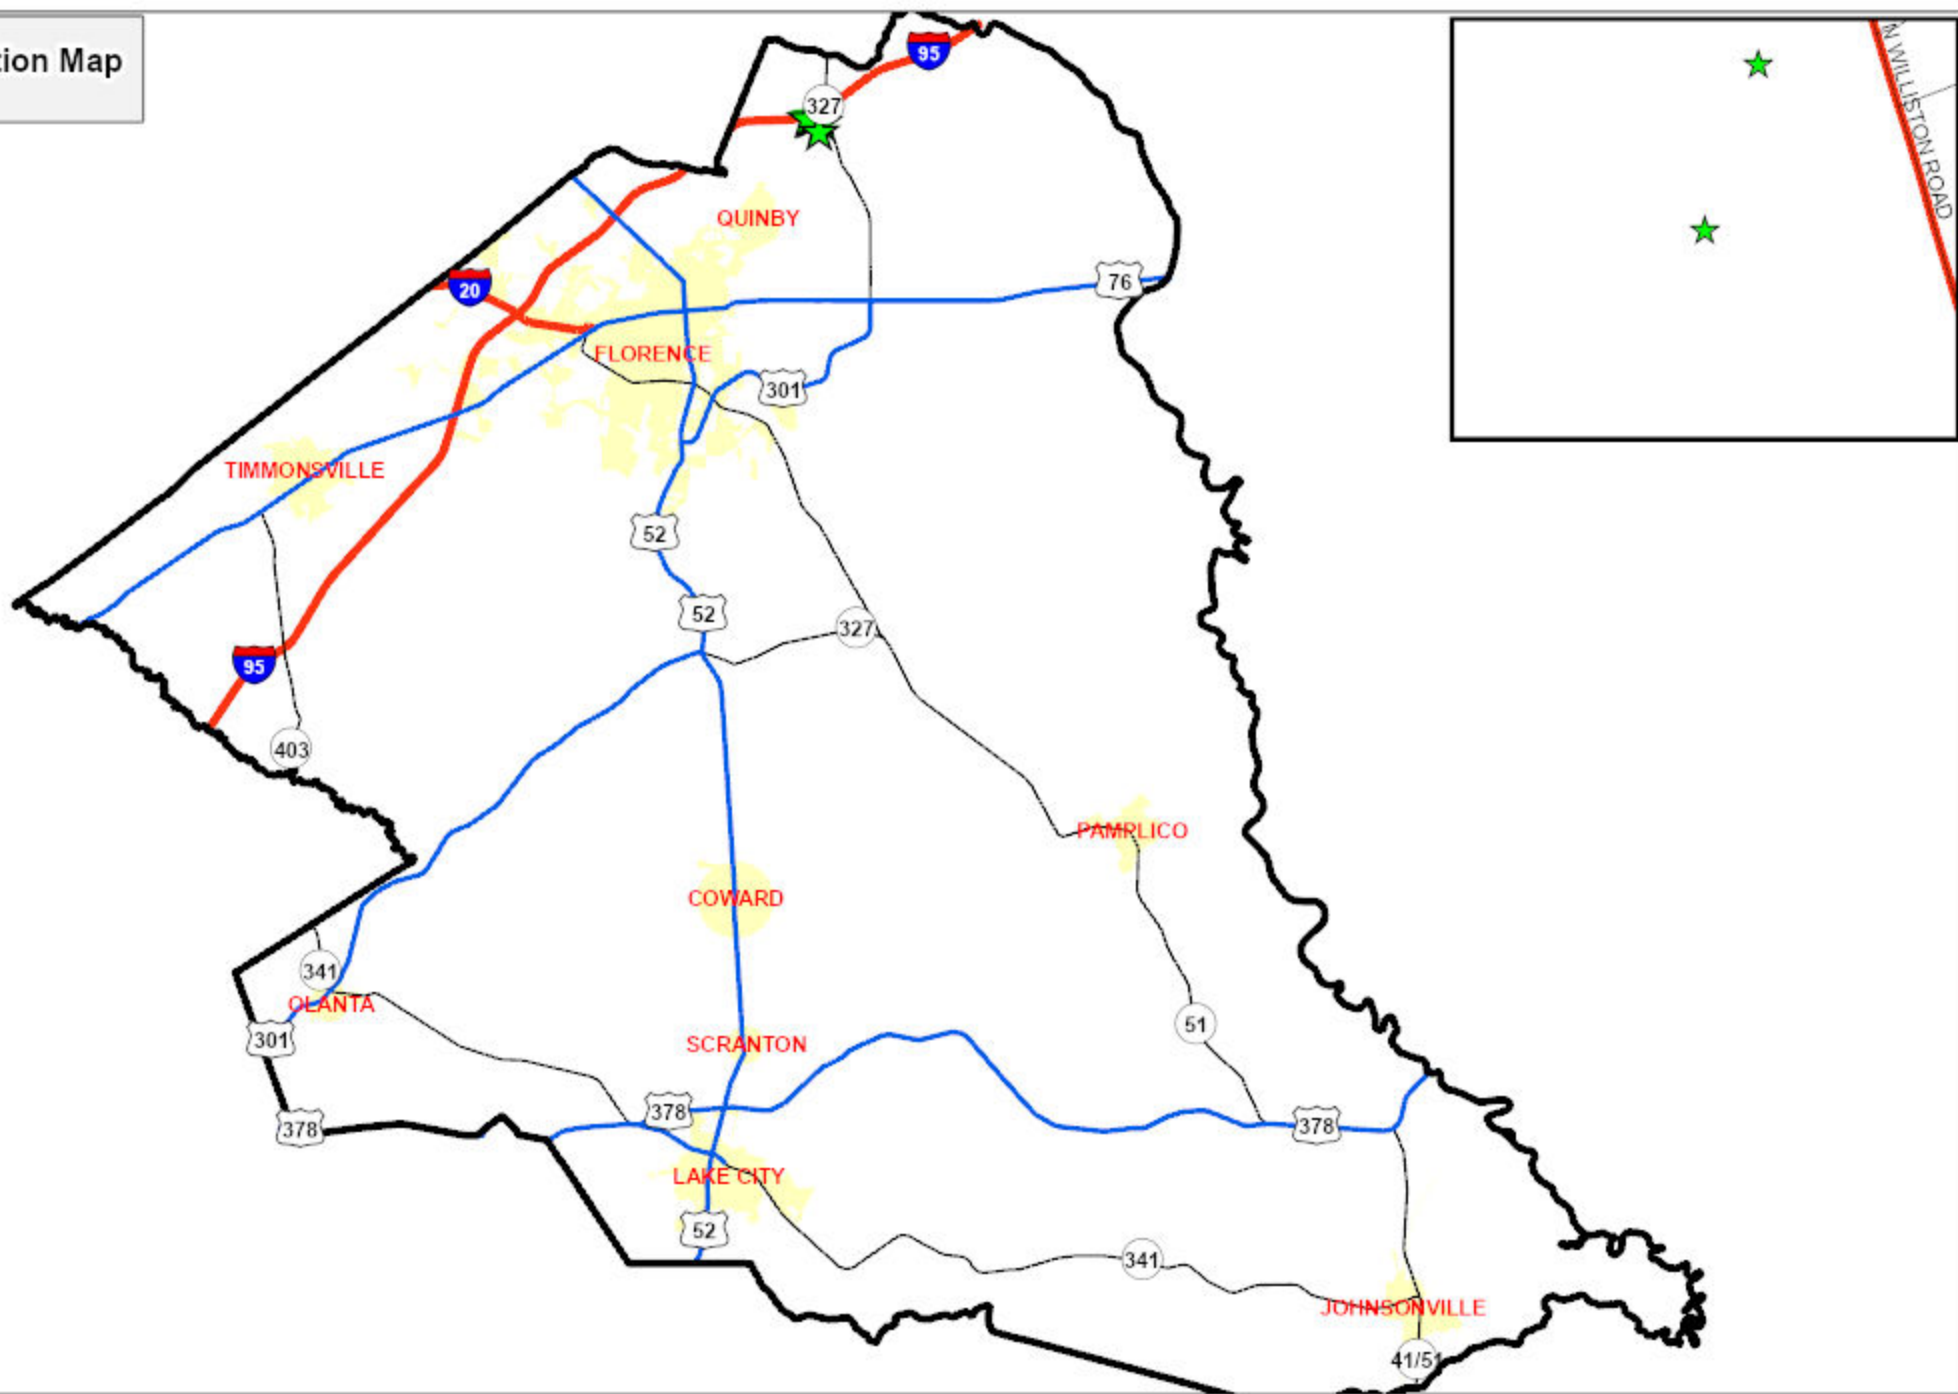 tion Map
95
327
N WILLISTON ROAD
QUINBY
20
76
FLORENCE
301
TIMMONSVILLE
52
52
327
95
403
PAMPLICO
COWARD
341
OLANTA
301
51
SCRANTON
378
378
378
LAKE CITY
52
341
JOHNSONVILLE
41/51